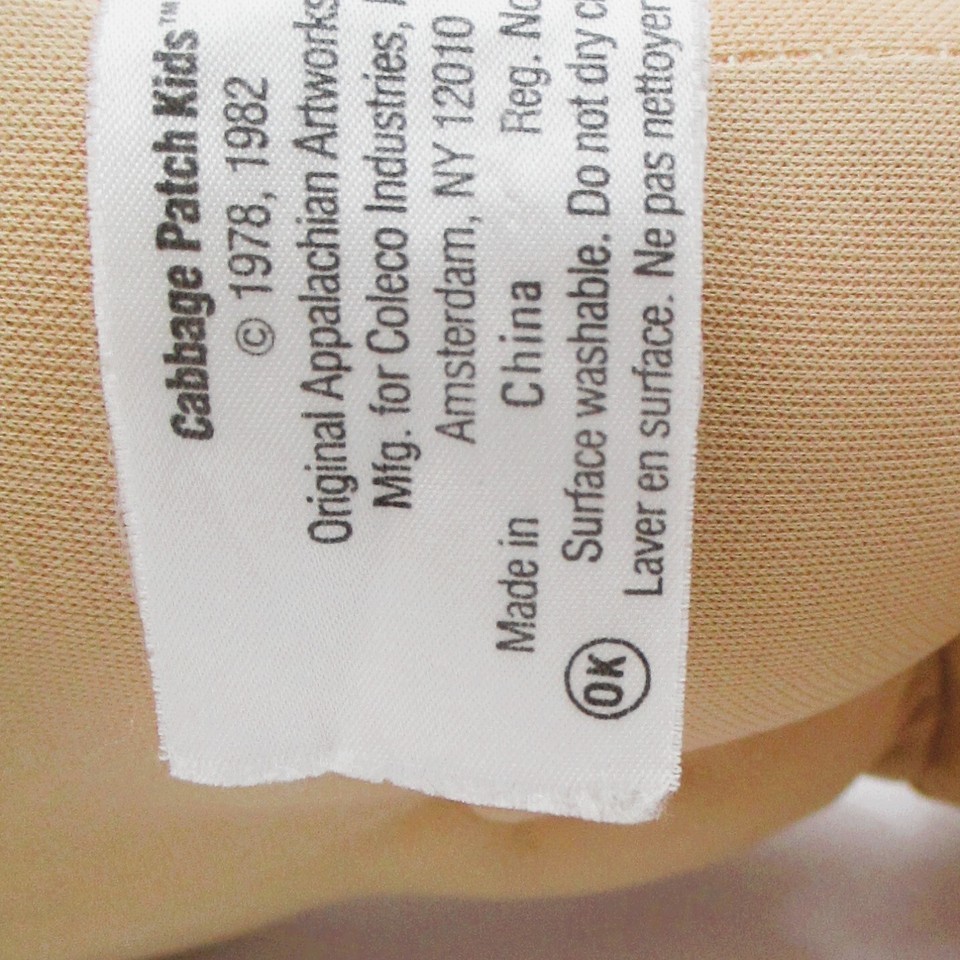 Cabbage Patch Kids™
© 1978, 1982
Original Appalachian Artworks
Mfg. for Coleco Industries,
Amsterdam, NY 12010
Made in China Reg. No
Surface washable. Do not dry
Laver en surface. Ne pas nettoyer
OK